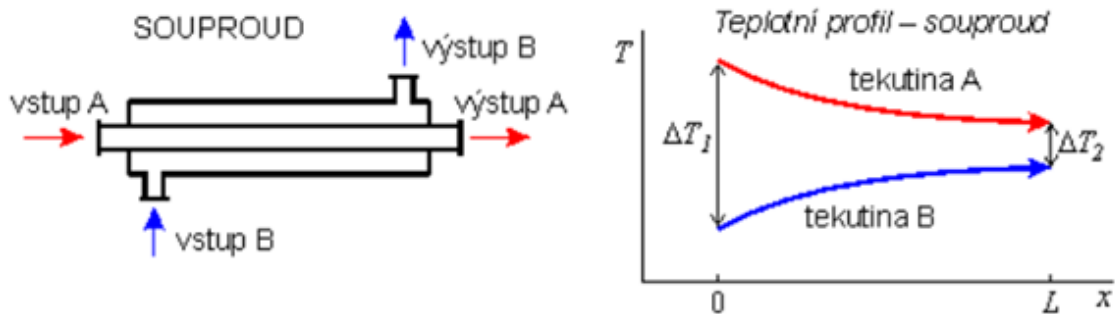 SOUPROUD
výstup B
vstup A
výstup A
vstup B
Teplotní profil – souproud
T
tekutina A
ΔT1
ΔT2
tekutina B
0
L
x